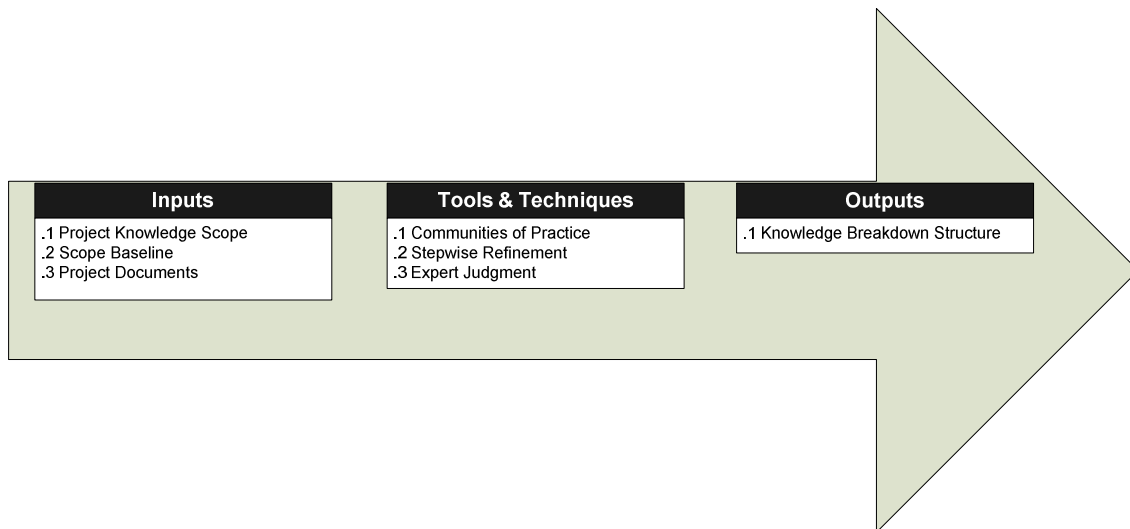 Inputs
.1 Project Knowledge Scope
.2 Scope Baseline
.3 Project Documents
Tools & Techniques
.1 Communities of Practice
.2 Stepwise Refinement
.3 Expert Judgment
Outputs
.1 Knowledge Breakdown Structure